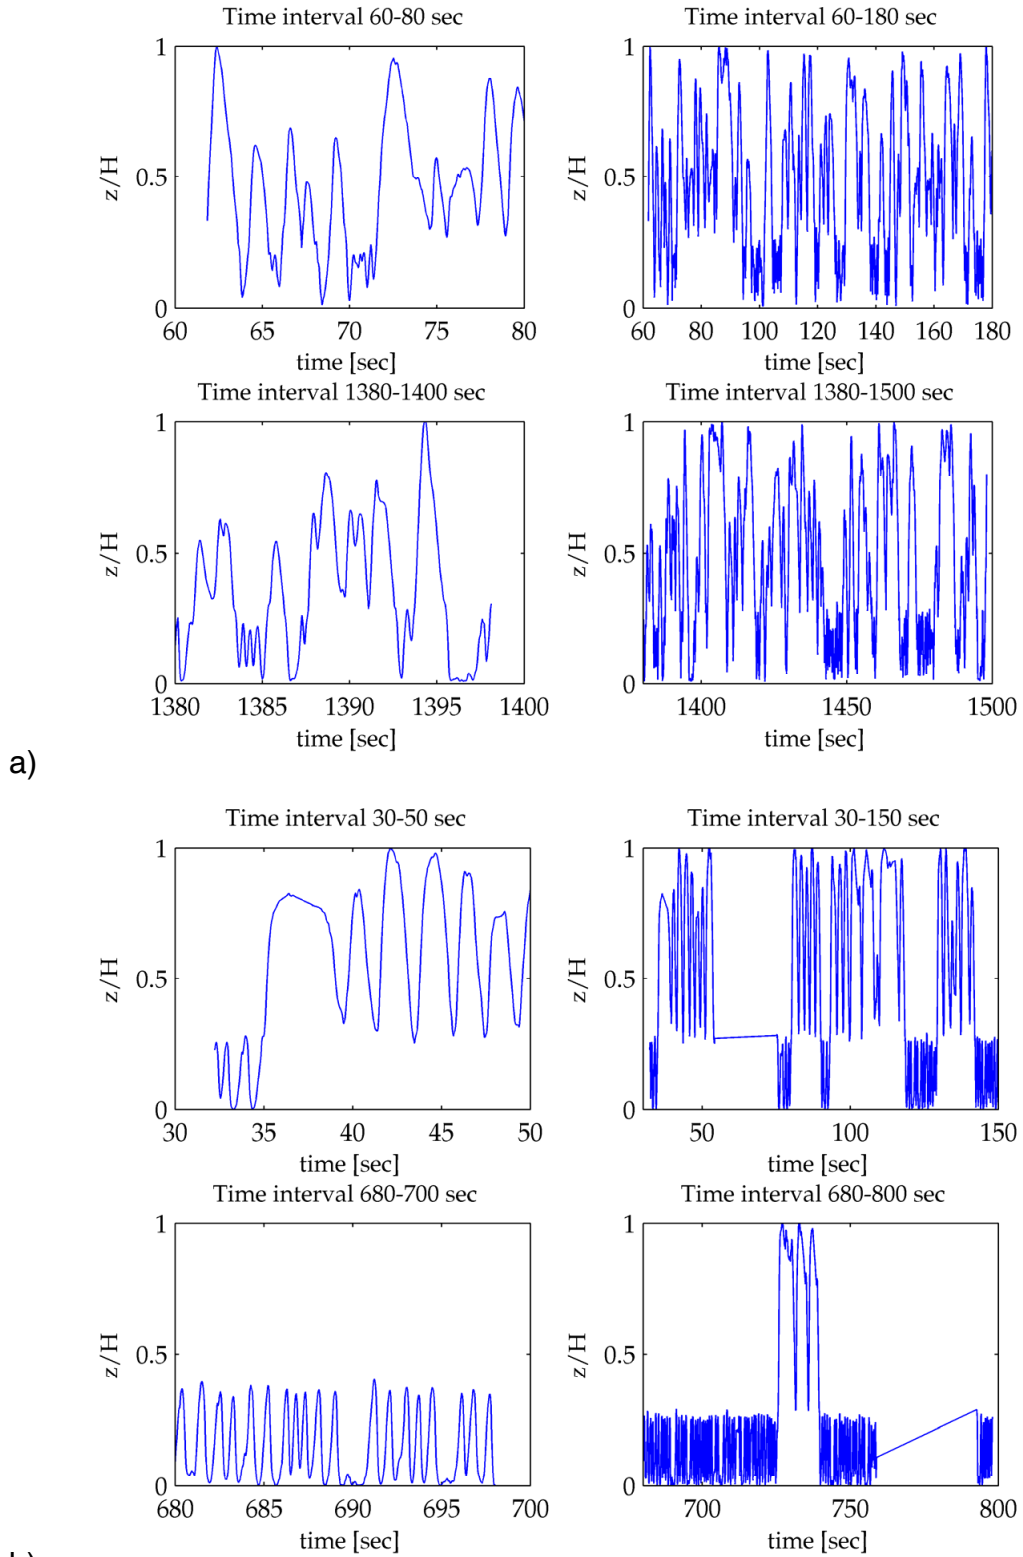 Time interval 60-80 sec
Time interval 60-180 sec
1
0.5
0
z/H
60 65 70 75 80
time [sec]
1
0.5
0
z/H
60 80 100 120 140 160 180
time [sec]
Time interval 1380-1400 sec
Time interval 1380-1500 sec
1
0.5
0
z/H
1380 1385 1390 1395 1400
time [sec]
1
0.5
0
z/H
1400 1450 1500
time [sec]
a)
Time interval 30-50 sec
Time interval 30-150 sec
1
0.5
0
z/H
30 35 40 45 50
time [sec]
1
0.5
0
z/H
50 100 150
time [sec]
Time interval 680-700 sec
Time interval 680-800 sec
1
0.5
0
z/H
680 685 690 695 700
time [sec]
1
0.5
0
z/H
700 750 800
time [sec]